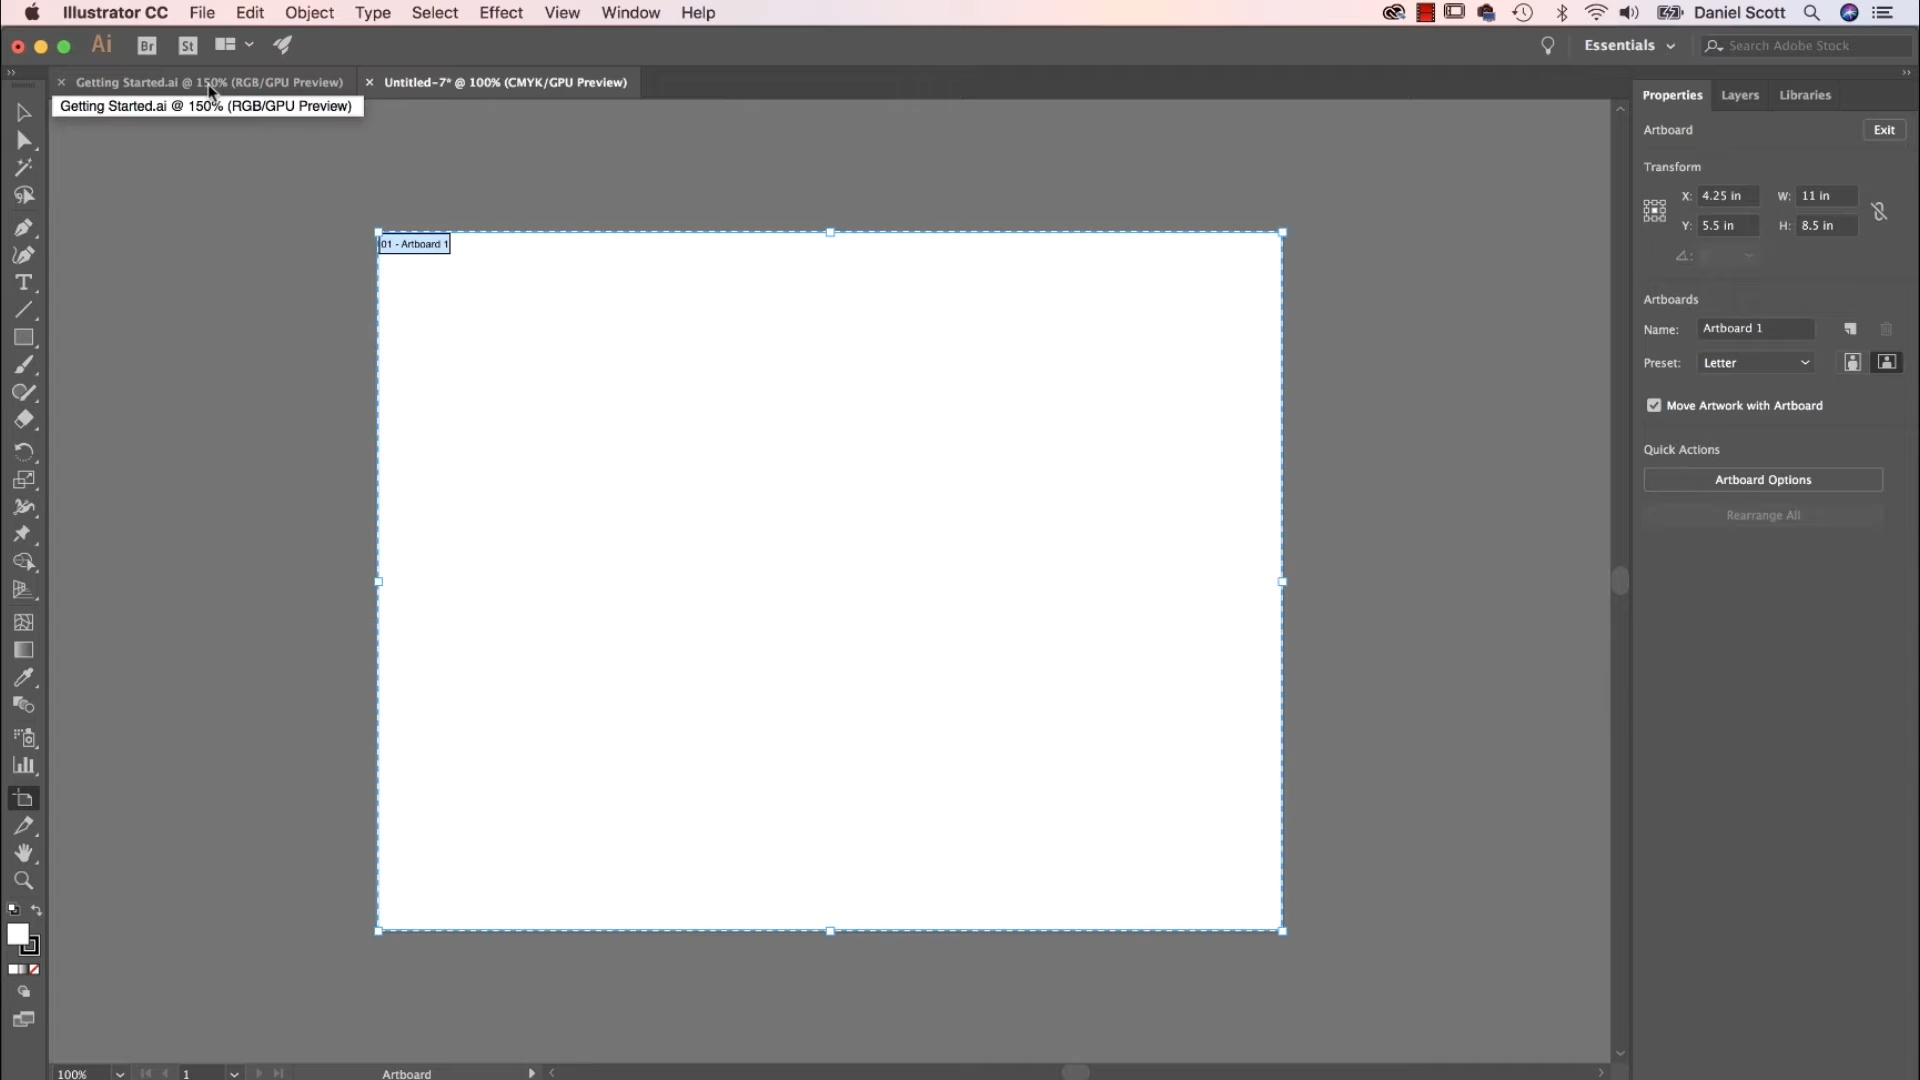 Illustrator CC File Edit Object Type Select Effect View Window Help Daniel Scott
Ai Br St Essentials Search Adobe Stock
Getting Started.ai @ 150% (RGB/GPU Preview) Untitled-7* @ 100% (CMYK/GPU Preview)
Getting Started.ai @ 150% (RGB/GPU Preview)
Properties Layers Libraries
Artboard Exit
Transform
X: 4.25 in W: 11 in
Y: 5.5 in H: 8.5 in
01 - Artboard 1
Artboards
Name: Artboard 1
Preset: Letter
Move Artwork with Artboard
Quick Actions
Artboard Options
Rearrange All
100% 1 Artboard